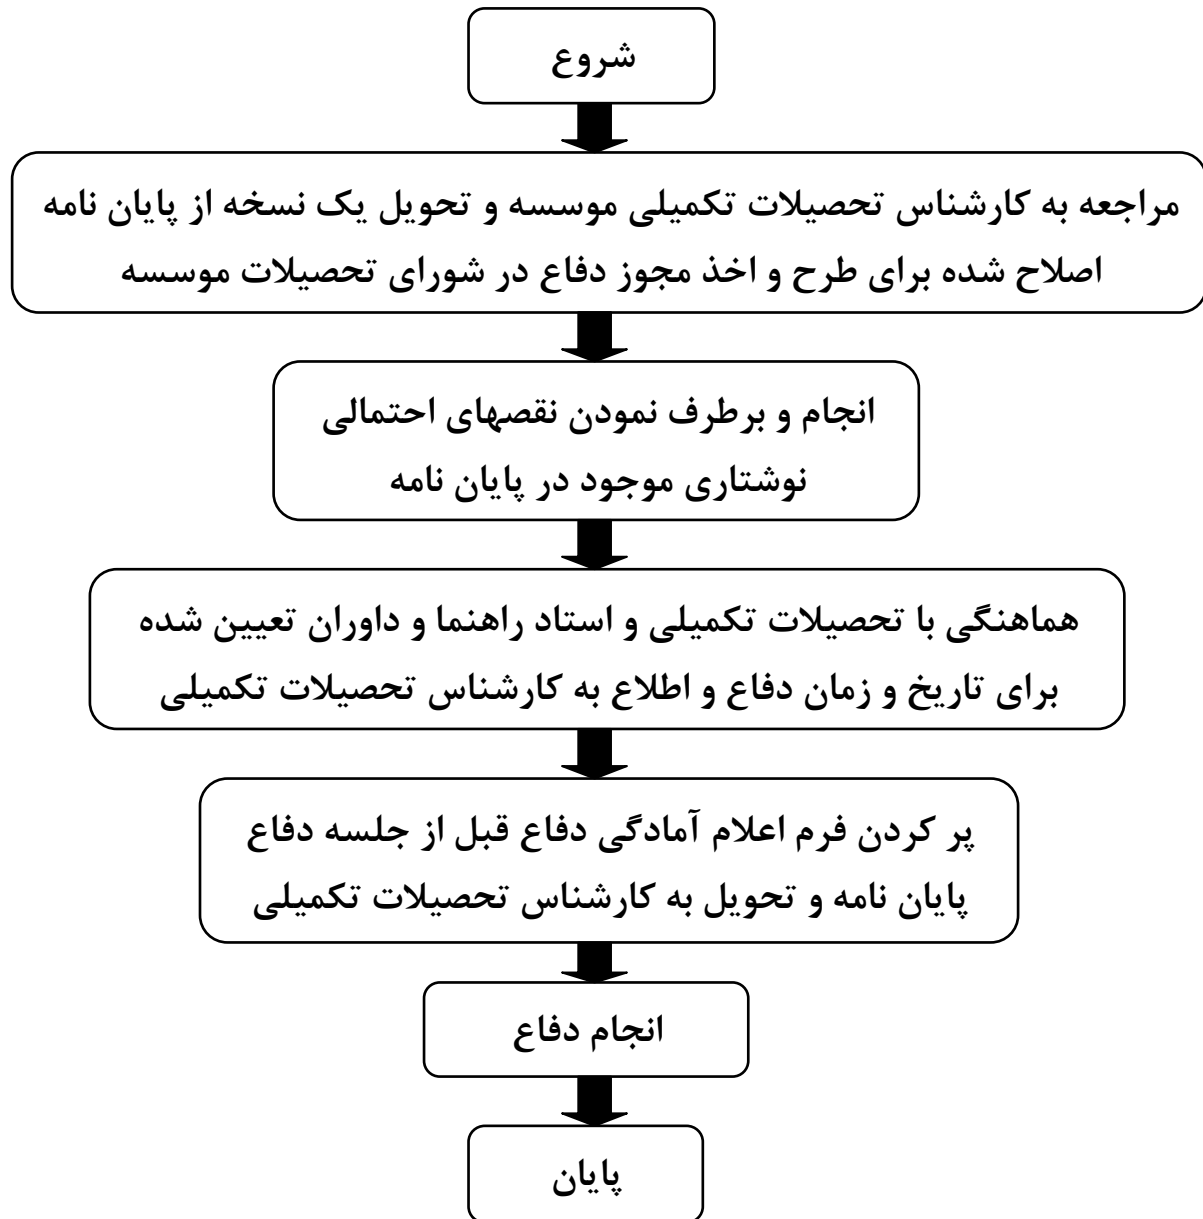 شروع
مراجعه به کارشناس تحصیلات تکمیلی موسسه و تحویل یک نسخه از پایان نامه
اصلاح شده برای طرح و اخذ مجوز دفاع در شورای تحصیلات موسسه
انجام و برطرف نمودن نقصهای احتمالی
نوشتاری موجود در پایان نامه
هماهنگی با تحصیلات تکمیلی و استاد راهنما و داوران تعیین شده
برای تاریخ و زمان دفاع و اطلاع به کارشناس تحصیلات تکمیلی
پر کردن فرم اعلام آمادگی دفاع قبل از جلسه دفاع
پایان نامه و تحویل به کارشناس تحصیلات تکمیلی
انجام دفاع
پایان